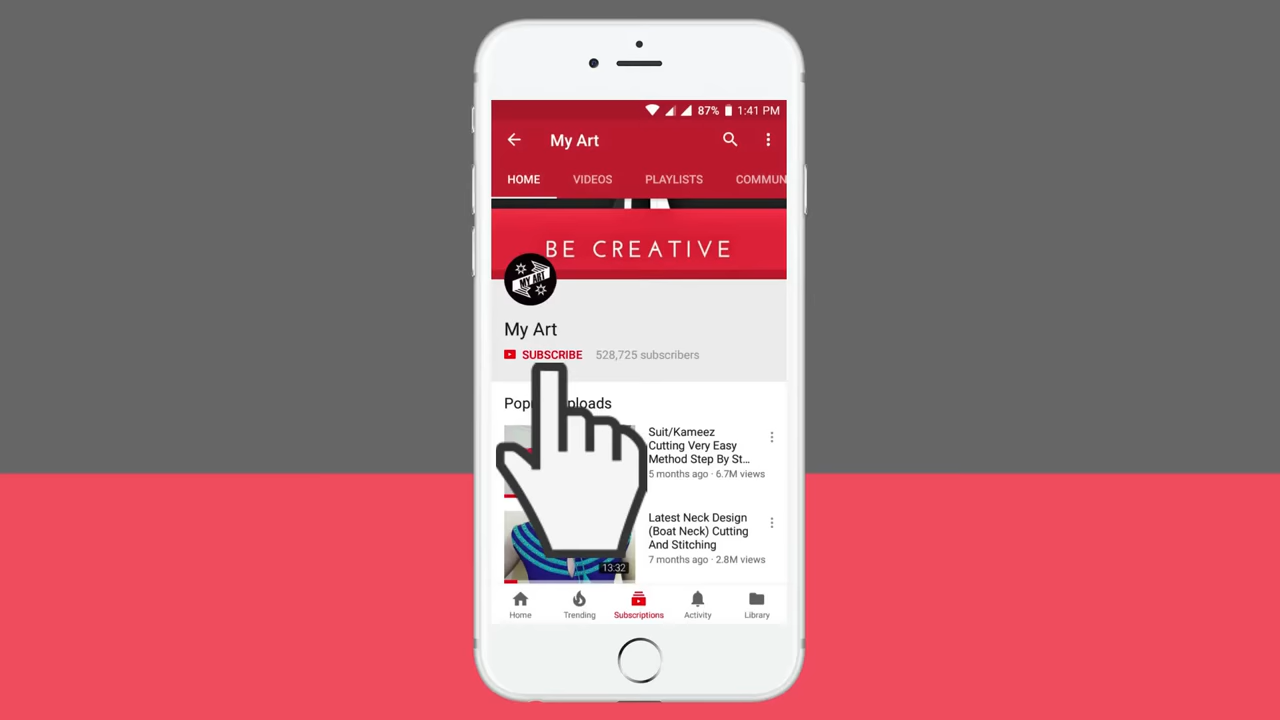 87% 1:41 PM
My Art
HOME VIDEOS PLAYLISTS COMMUN
BE CREATIVE
MY ART
My Art
SUBSCRIBE 528,725 subscribers
Suit/Kameez
Cutting Very Easy
Method Step By St...
5 months ago · 6.7M views
Latest Neck Design
(Boat Neck) Cutting
And Stitching
7 months ago · 2.8M views
13:32
Home Trending Subscriptions Activity Library